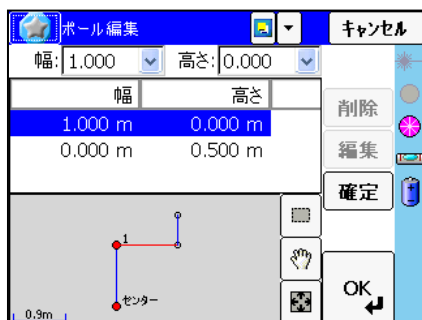 ポール編集
キャンセル
幅: 1.000 高さ: 0.000
幅 高さ
1.000 m 0.000 m
0.000 m 0.500 m
削除
編集
確定
1
センター
0.9m
OK